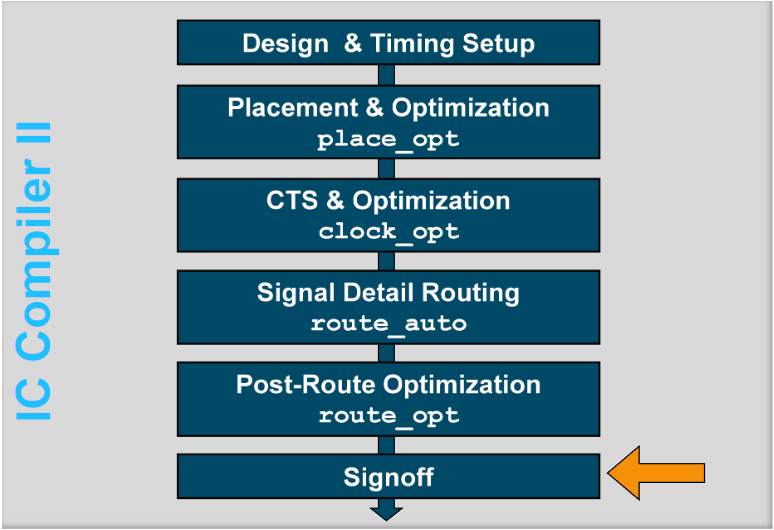 IC Compiler II
Design & Timing Setup
Placement & Optimization
place_opt
CTS & Optimization
clock_opt
Signal Detail Routing
route_auto
Post-Route Optimization
route_opt
Signoff